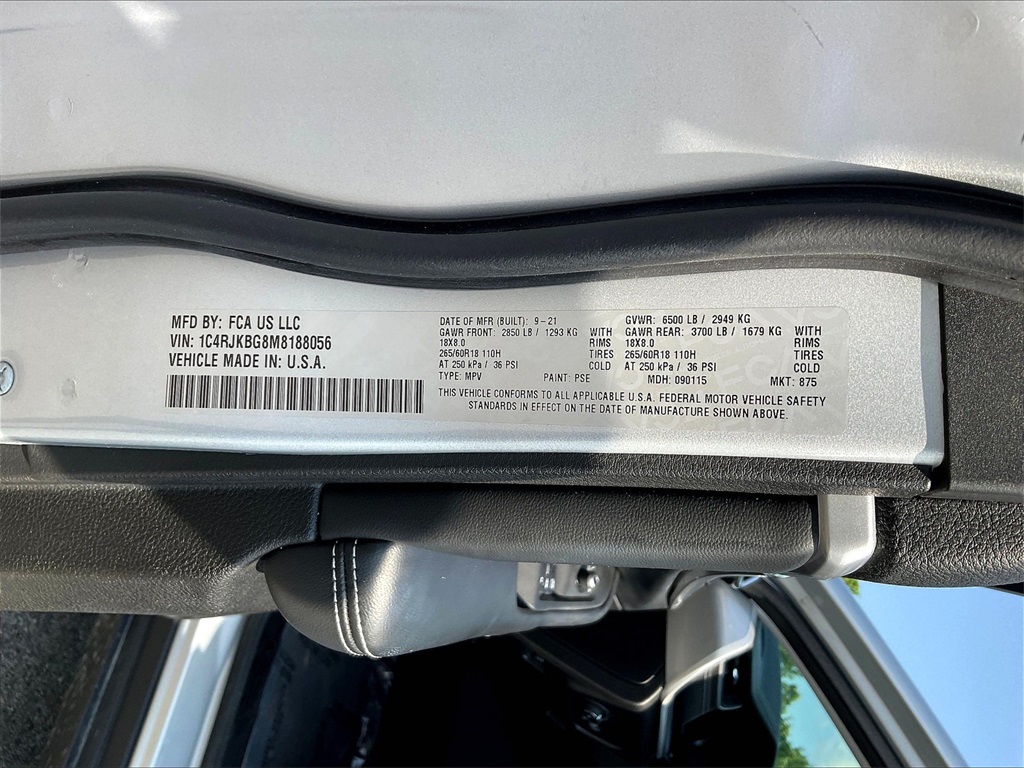 MFD BY: FCA US LLC
VIN: 1C4RJKBG8M8188056
VEHICLE MADE IN: U.S.A.
DATE OF MFR (BUILT): 9-21
GAWR FRONT: 2850 LB / 1293 KG WITH
18X8.0 RIMS
265/60R18 110H TIRES
AT 250 kPa / 36 PSI COLD
TYPE: MPV PAINT: PSE
GVWR: 6500 LB / 2949 KG
GAWR REAR: 3700 LB / 1679 KG WITH
18X8.0 RIMS
265/60R18 110H TIRES
AT 250 kPa / 36 PSI COLD
MDH: 090115 MKT: 875
THIS VEHICLE CONFORMS TO ALL APPLICABLE U.S.A. FEDERAL MOTOR VEHICLE SAFETY
STANDARDS IN EFFECT ON THE DATE OF MANUFACTURE SHOWN ABOVE.